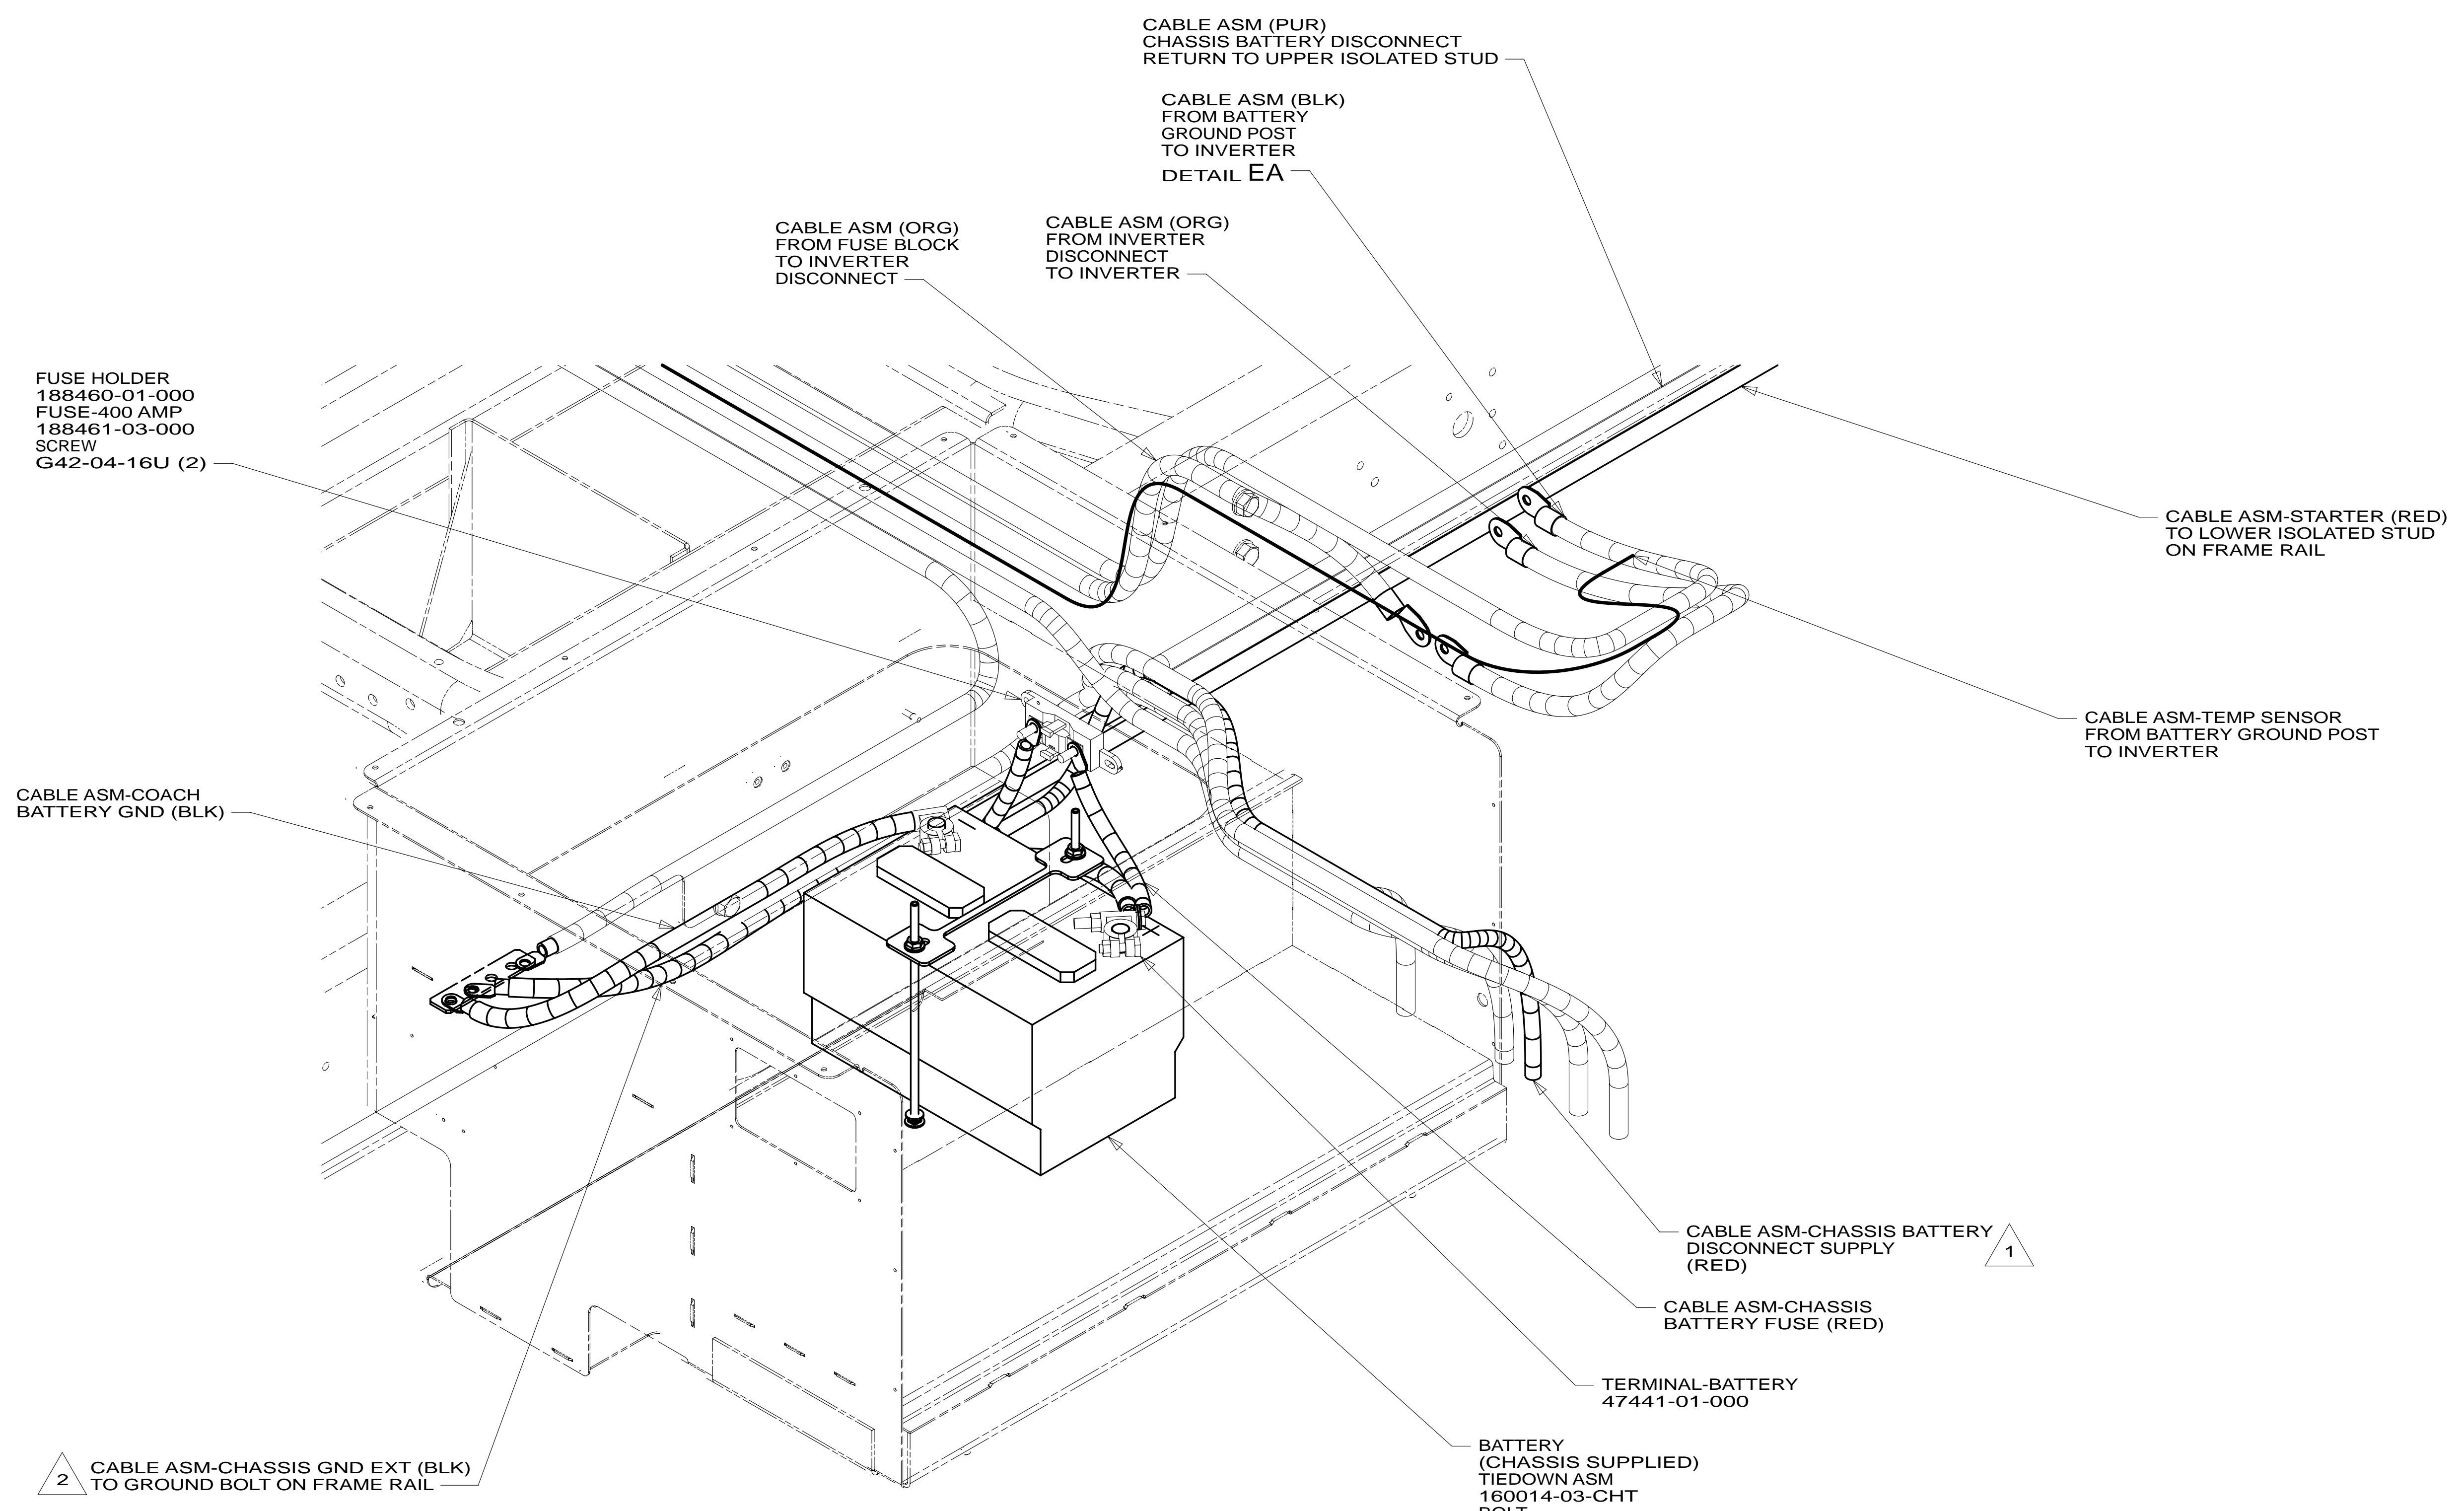 CABLE ASM (PUR)
CHASSIS BATTERY DISCONNECT
RETURN TO UPPER ISOLATED STUD
CABLE ASM (BLK)
FROM BATTERY
GROUND POST
TO INVERTER
DETAIL EA
CABLE ASM (ORG)
FROM FUSE BLOCK
TO INVERTER
DISCONNECT
CABLE ASM (ORG)
FROM INVERTER
DISCONNECT
TO INVERTER
FUSE HOLDER
188460-01-000
FUSE-400 AMP
188461-03-000
SCREW
G42-04-16U (2)
CABLE ASM-STARTER (RED)
TO LOWER ISOLATED STUD
ON FRAME RAIL
CABLE ASM-TEMP SENSOR
FROM BATTERY GROUND POST
TO INVERTER
CABLE ASM-COACH
BATTERY GND (BLK)
CABLE ASM-CHASSIS BATTERY
DISCONNECT SUPPLY
(RED)
1
CABLE ASM-CHASSIS
BATTERY FUSE (RED)
TERMINAL-BATTERY
47441-01-000
BATTERY
(CHASSIS SUPPLIED)
TIEDOWN ASM
160014-03-CHT
BOLT
2
CABLE ASM-CHASSIS GND EXT (BLK)
TO GROUND BOLT ON FRAME RAIL